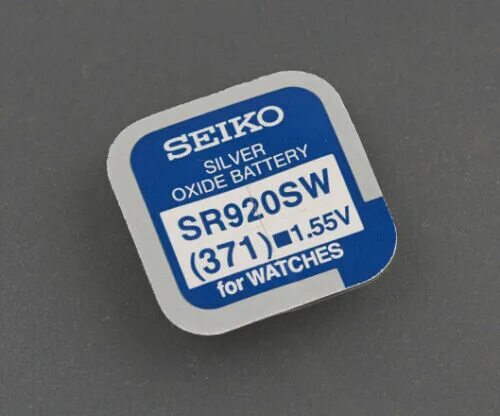 SEIKO
SILVER
OXIDE BATTERY
SR920SW
(371)■1.55V
for WATCHES